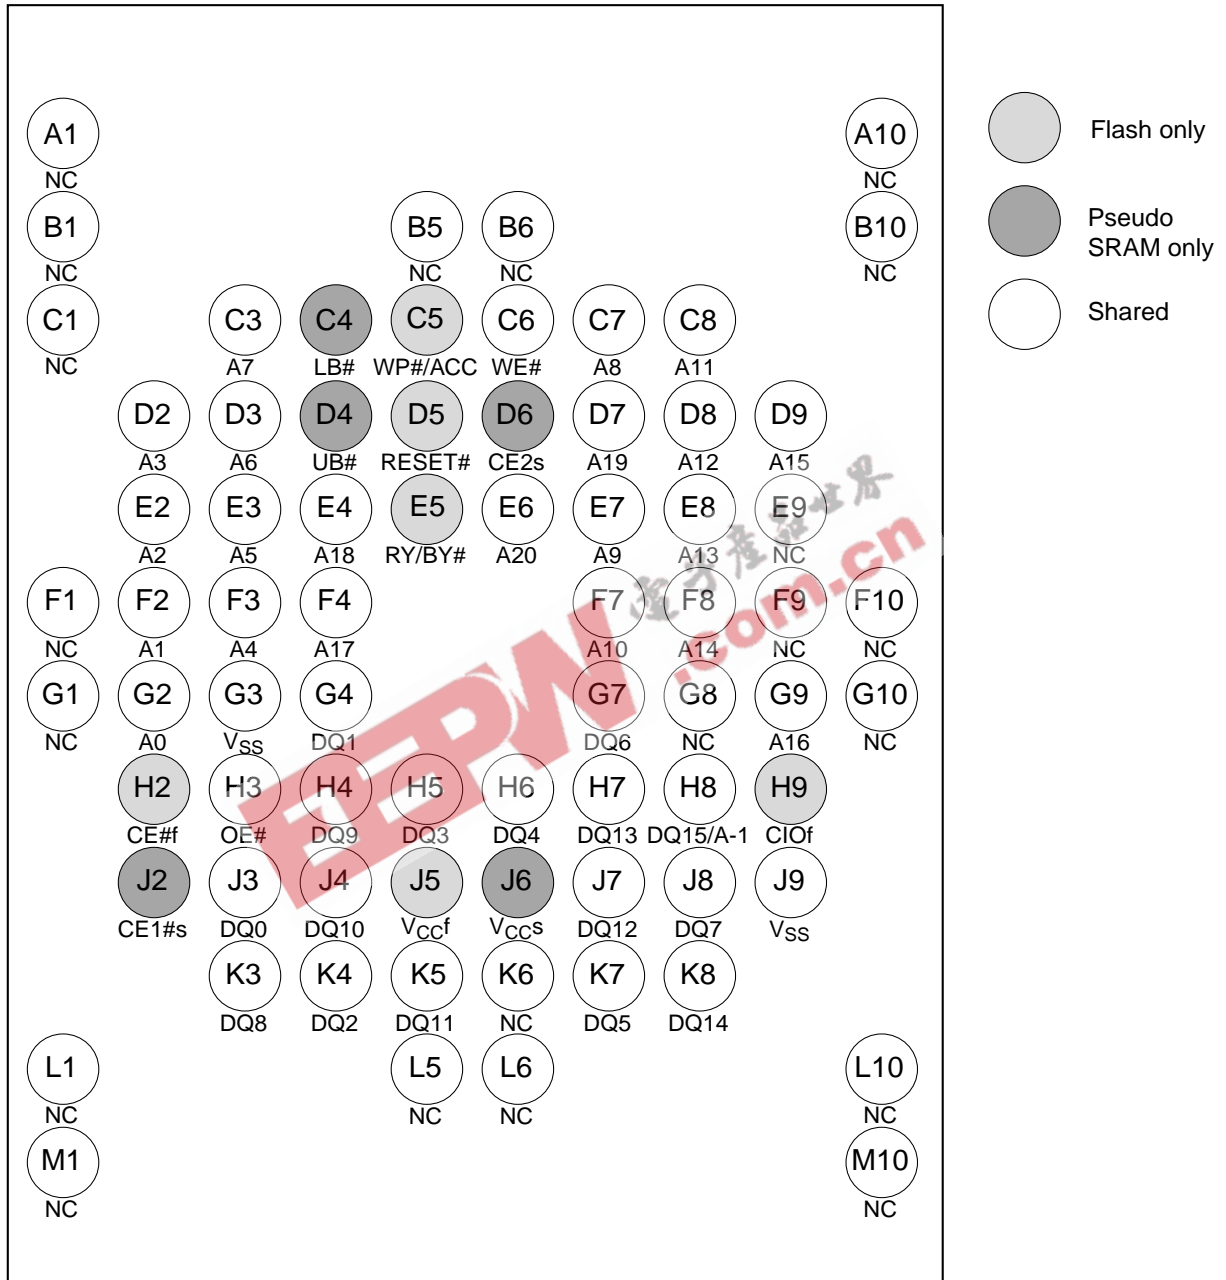 A1 A10
NC NC
Flash only
B1 B5 B6 B10
NC NC NC NC
Pseudo
SRAM only
C1 C3 C4 C5 C6 C7 C8
NC A7 LB# WP#/ACC WE# A8 A11
Shared
D2 D3 D4 D5 D6 D7 D8 D9
A3 A6 UB# RESET# CE2s A19 A12 A15
E2 E3 E4 E5 E6 E7 E8 E9
A2 A5 A18 RY/BY# A20 A9 A13 NC
電子產品世界
F1 F2 F3 F4 F7 F8 F9 F10
NC A1 A4 A17 A10 A14 NC NC
EEPW.com.cn
G1 G2 G3 G4 G7 G8 G9 G10
NC A0 VSS DQ1 DQ6 NC A16 NC
H2 H3 H4 H5 H6 H7 H8 H9
CE#f OE# DQ9 DQ3 DQ4 DQ13 DQ15/A-1 CIOf
J2 J3 J4 J5 J6 J7 J8 J9
CE1#s DQ0 DQ10 VCCf VCCs DQ12 DQ7 VSS
K3 K4 K5 K6 K7 K8
DQ8 DQ2 DQ11 NC DQ5 DQ14
L1 L5 L6 L10
NC NC NC NC
M1 M10
NC NC